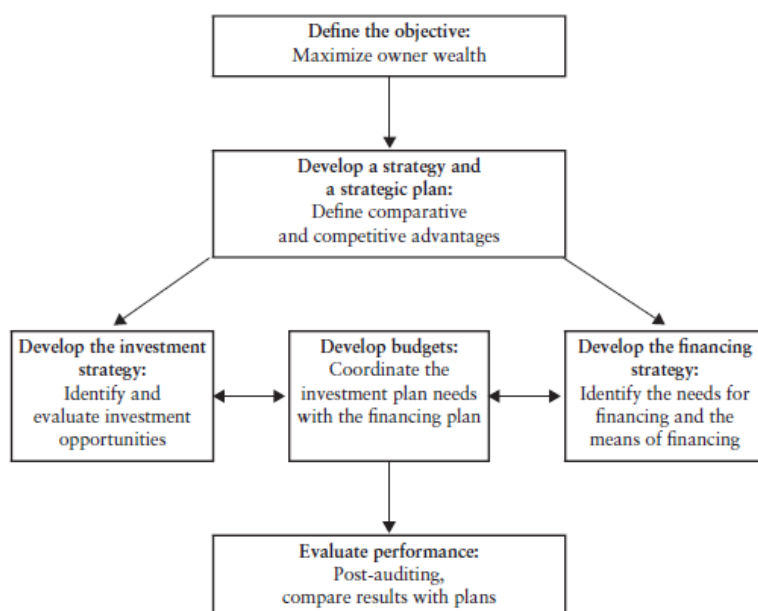 Define the objective:
Maximize owner wealth
Develop a strategy and
a strategic plan:
Define comparative
and competitive advantages
Develop the investment
strategy:
Identify and
evaluate investment
opportunities
Develop budgets:
Coordinate the
investment plan needs
with the financing plan
Develop the financing
strategy:
Identify the needs for
financing and the
means of financing
Evaluate performance:
Post-auditing,
compare results with plans